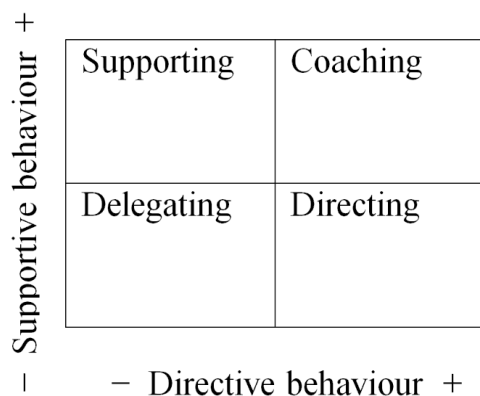 − Supportive behaviour +
Supporting
Coaching
Delegating
Directing
− Directive behaviour +